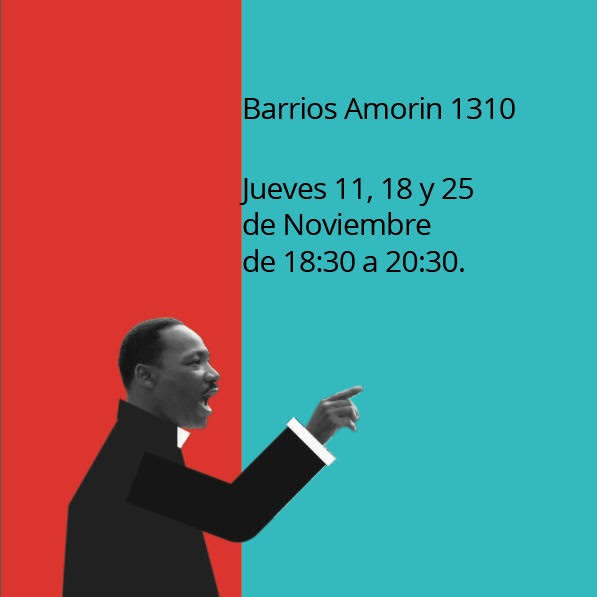 Barrios Amorin 1310
Jueves 11, 18 y 25
de Noviembre
de 18:30 a 20:30.